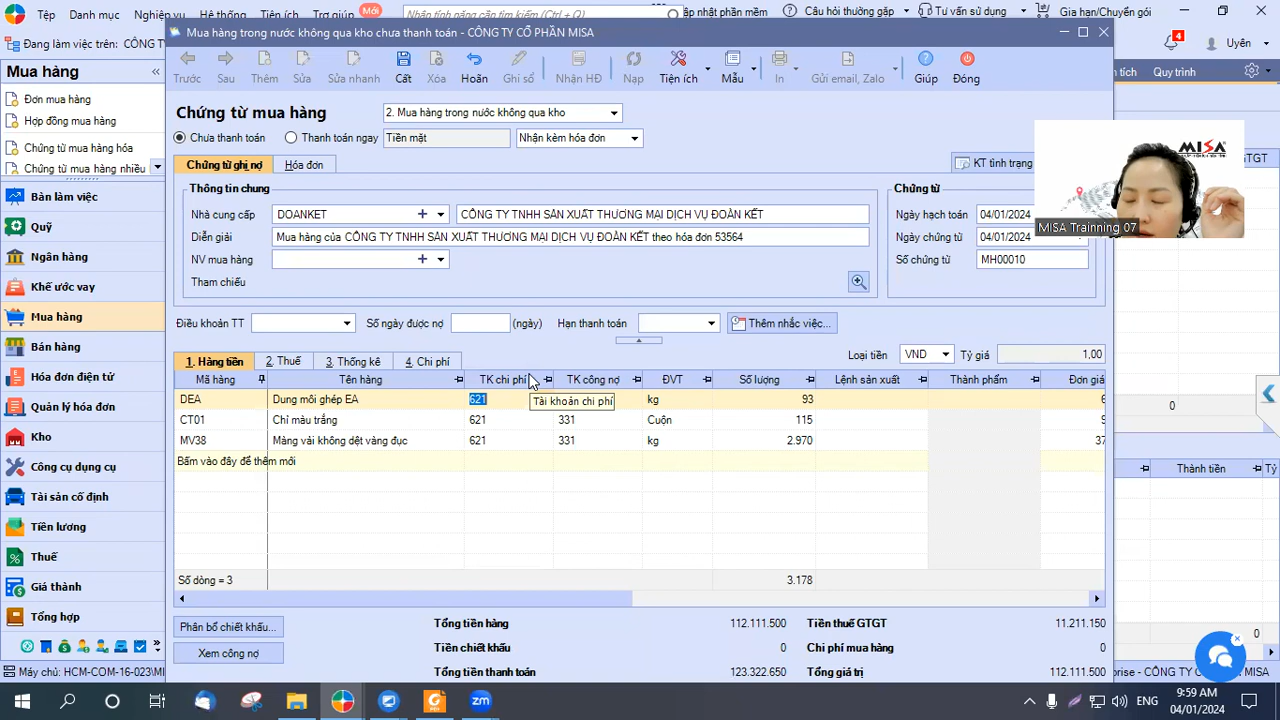 Tệp
Tiện ích
Trợ giúp
Mới
Nhập tính năng cần tìm kiếm (Ctrl + Q)
nhật phần mềm
Câu hỏi thường gặp
Tư vấn sử dụng
Gia hạn/Chuyển gói
Đang làm việc trên: CÔNG TY
4
Uyên
Mua hàng trong nước không qua kho chưa thanh toán - CÔNG TY CỔ PHẦN MISA
Trước
Sau
Thêm
Sửa
Sửa nhanh
Cất
Xóa
Hoãn
Ghi sổ
Nhận HĐ
Nạp
Tiện ích
Mẫu
In
Gửi email, Zalo
Giúp
Đóng
Mua hàng
tích
Quy trình
Đơn mua hàng
Hợp đồng mua hàng
Chứng từ mua hàng hóa
Chứng từ mua hàng nhiều
Bàn làm việc
Quỹ
Ngân hàng
Khế ước vay
Mua hàng
Bán hàng
Hóa đơn điện tử
Quản lý hóa đơn
Kho
Công cụ dụng cụ
Tài sản cố định
Tiền lương
Thuế
Giá thành
Tổng hợp
Chứng từ mua hàng
2. Mua hàng trong nước không qua kho
Chưa thanh toán
Thanh toán ngay
Tiền mặt
Nhận kèm hóa đơn
Chứng từ ghi nợ
Hóa đơn
KT tình trạng
MISA
MISA Trainning 07
GTGT
Thông tin chung
Chứng từ
Nhà cung cấp
DOANKET
CÔNG TY TNHH SẢN XUẤT THƯƠNG MẠI DỊCH VỤ ĐOÀN KẾT
Ngày hạch toán
04/01/2024
Diễn giải
Mua hàng của CÔNG TY TNHH SẢN XUẤT THƯƠNG MẠI DỊCH VỤ ĐOÀN KẾT theo hóa đơn 53564
Ngày chứng từ
04/01/2024
NV mua hàng
Số chứng từ
MH00010
Tham chiếu
Điều khoản TT
Số ngày được nợ
(ngày)
Hạn thanh toán
Thêm nhắc việc...
1. Hàng tiền
2. Thuế
3. Thống kê
4. Chi phí
Loại tiền
VND
Tỷ giá
1,00
Mã hàng
Tên hàng
TK chi phí
TK công nợ
ĐVT
Số lượng
Lệnh sản xuất
Thành phẩm
Đơn giá
DEA
Dung môi ghép EA
621
Tài khoản chi phí
kg
93
6
CT01
Chỉ màu trắng
621
331
Cuộn
115
9
MV38
Màng vải không dệt vàng đục
621
331
kg
2.970
37
Bấm vào đây để thêm mới
0
Thành tiền
Tỷ
Số dòng = 3
3.178
Phân bổ chiết khấu...
Xem công nợ
Tổng tiền hàng
112.111.500
Tiền thuế GTGT
11.211.150
Tiền chiết khấu
0
Chi phí mua hàng
0
Tổng tiền thanh toán
123.322.650
Tổng giá trị
112.111.500
0
Máy chủ: HCM-COM-16-023\MI
prise - CÔNG TY CỔ PHẦN MISA
zm
ENG
9:59 AM
04/01/2024